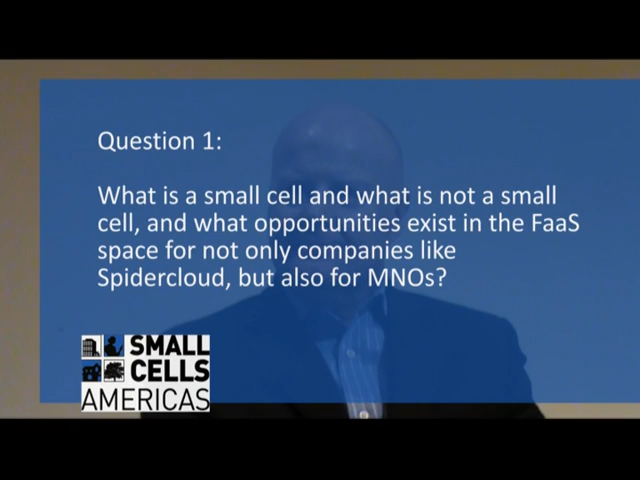 Question 1:
What is a small cell and what is not a small
cell, and what opportunities exist in the FaaS
space for not only companies like
Spidercloud, but also for MNOs?
SMALL
CELLS
AMERICAS